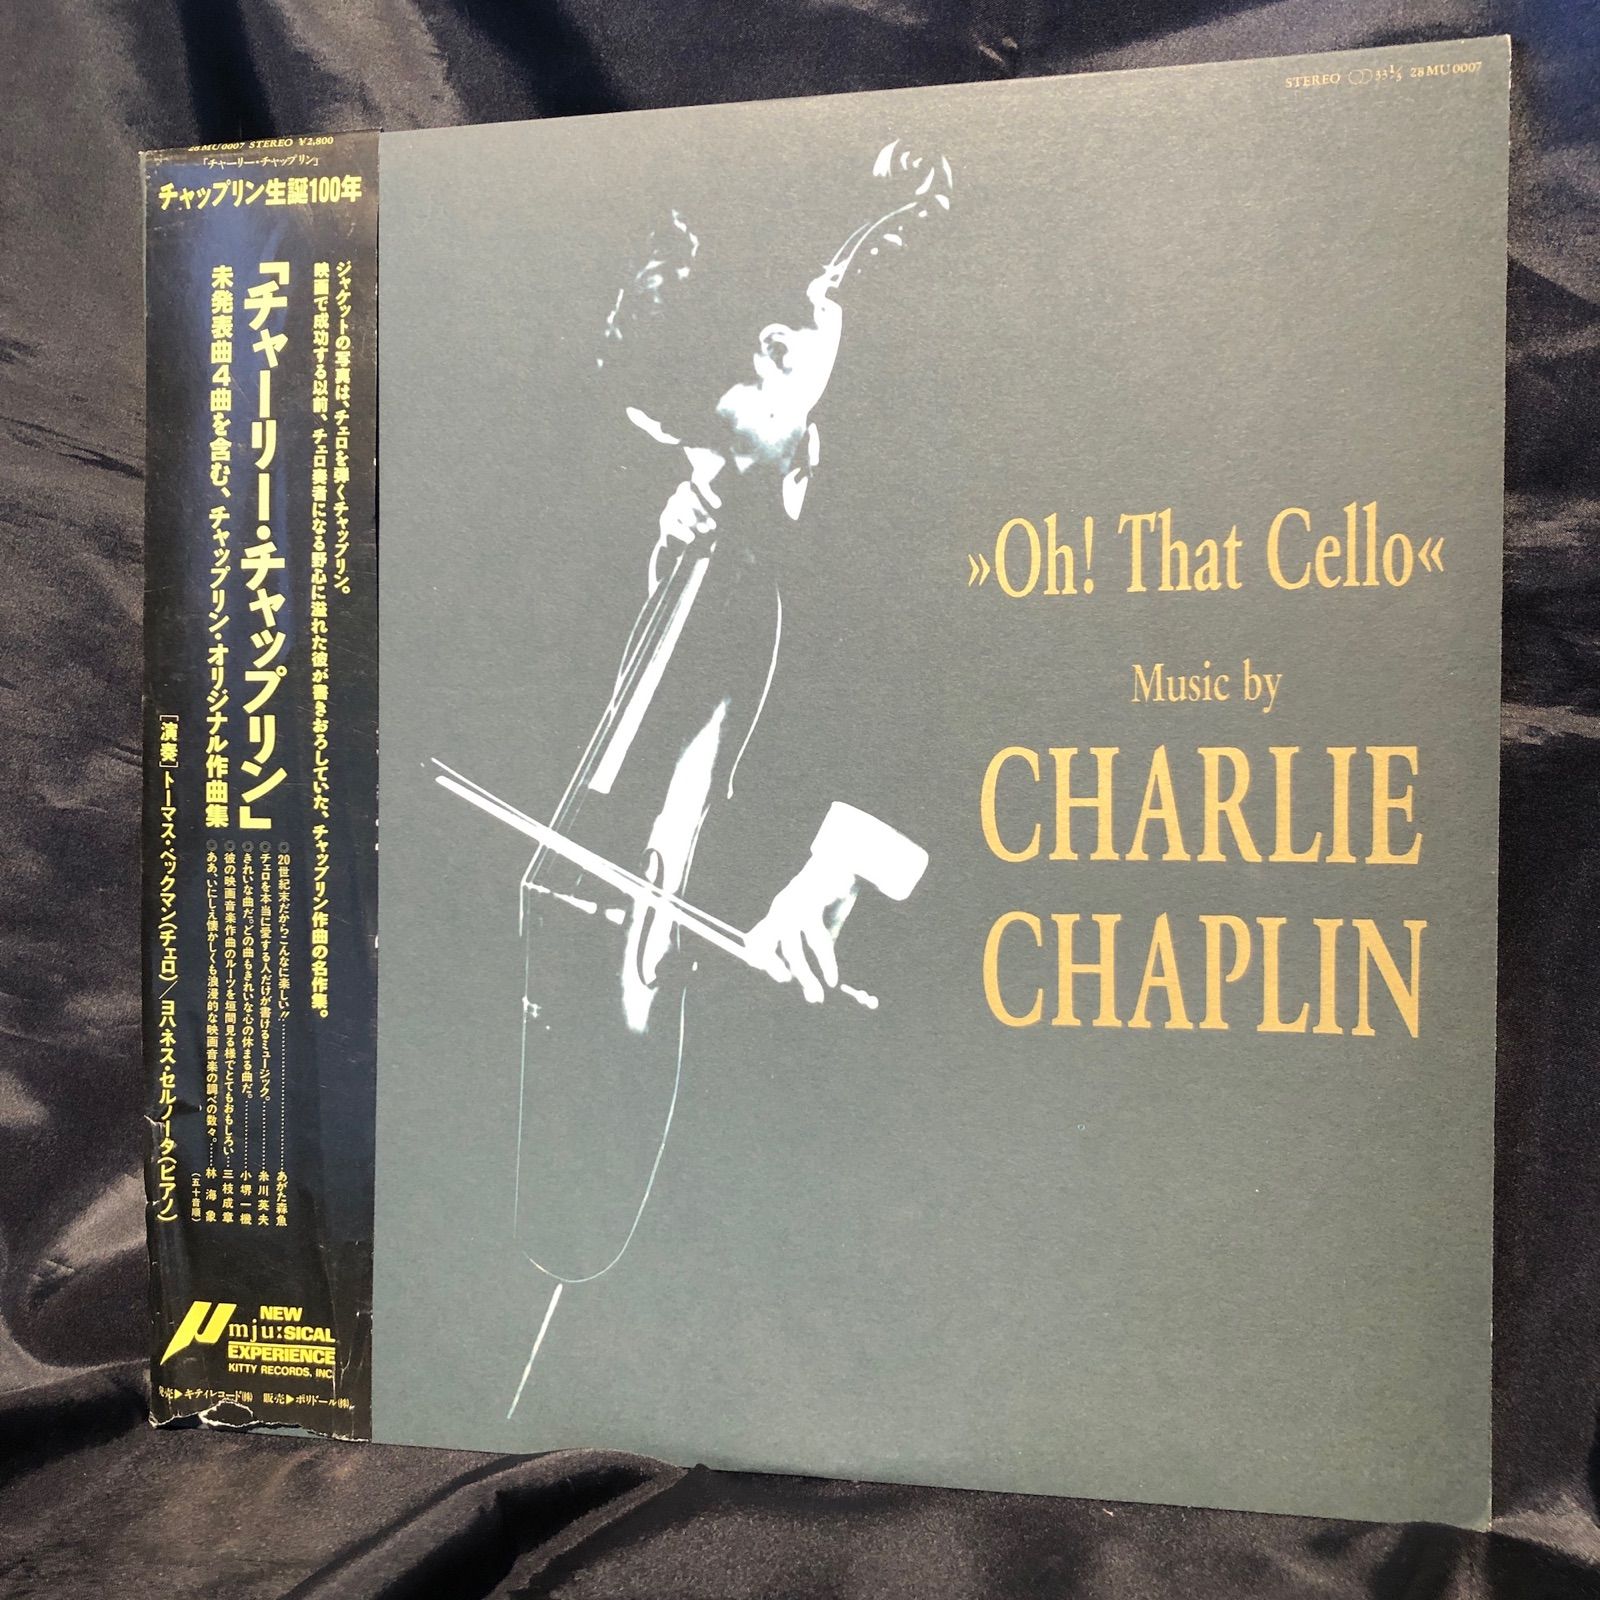 28MU0007 STEREO ¥2,800
「チャーリー・チャップリン」
チャップリン生誕100年
ジャケットの写真は、チェロを弾くチャップリン。
映画で成功する以前、チェロ奏者になる野心に溢れた彼が書きおろしていた、チャップリン作曲の名作集。
「チャーリー・チャップリン」
未発表曲4曲を含む、チャップリン・オリジナル作曲集
◎20世紀末だからこんなに楽しい!!……………………あがた森魚
◎チェロを本当に愛する人だけが書けるミュージック。…………糸川英夫
◎きれいな曲だ。どの曲もきれいな心の休まる曲だ。…………小堺一機
◎彼の映画音楽作曲のルーツを垣間見る様でとてもおもしろい…三枝成章
◎ああ、いにしえ懐かしくも浪漫的な映画音楽の調べの数々。……林海象
(五十音順)
[演奏]トーマス・ベックマン(チェロ)／ヨハネス・セルノータ(ピアノ)
μ NEW
mju:SICAL
EXPERIENCE
KITTY RECORDS, INC
発売▶キティレコード㈱ 販売▶ポリドール㈱
STEREO 33⅓ 28MU0007
»Oh! That Cello«
Music by
CHARLIE
CHAPLIN